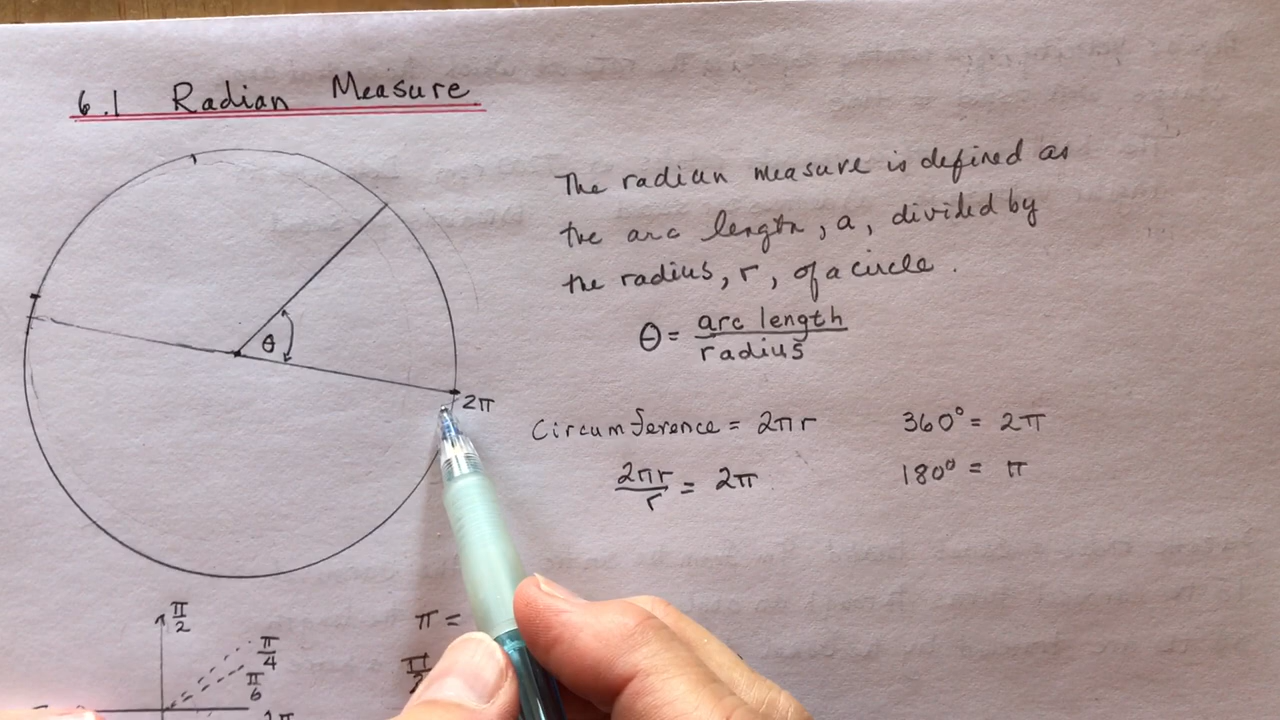 6.1 Radian Measure
The radian measure is defined as
the arc length, a, divided by
the radius, r, of a circle.
θ = arc length / radius
θ
2π
Circumference = 2πr
360° = 2π
2πr / r = 2π
180° = π
π/2
π/4
π/6
π =